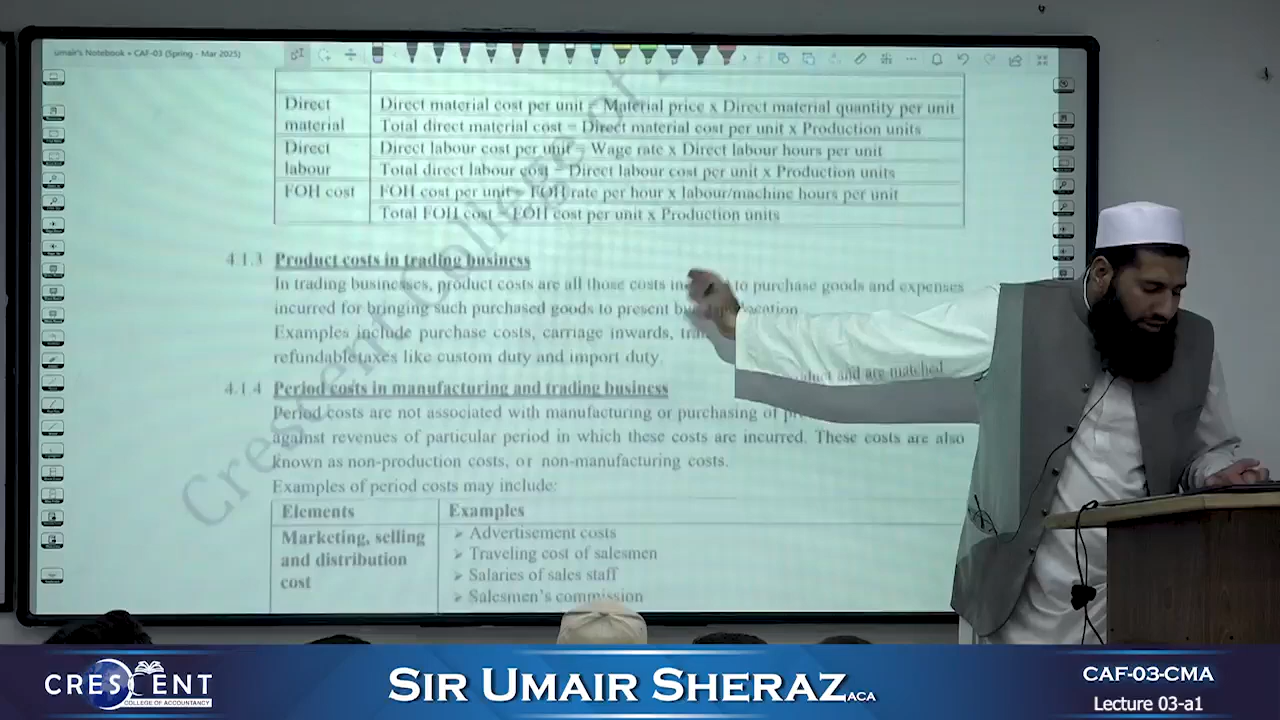 umair's Notebook • CAF-03 (Spring - Mar 2025)
Direct material
Direct material cost per unit = Material price x Direct material quantity per unit
Total direct material cost = Direct material cost per unit x Production units
Direct labour
Direct labour cost per unit = Wage rate x Direct labour hours per unit
Total direct labour cost = Direct labour cost per unit x Production units
FOH cost
FOH cost per unit= FOH rate per hour x labour/machine hours per unit
Total FOH cost = FOH cost per unit x Production units
4.1.3 Product costs in trading business
In trading businesses, product costs are all those costs to purchase goods and expenses
incurred for bringing such purchased goods to present location
Examples include purchase costs, carriage inwards,
refundable taxes like custom duty and import duty.
4.1.4 Period costs in manufacturing and trading business
Period costs are not associated with manufacturing or purchasing of and are matched
against revenues of particular period in which these costs are incurred. These costs are also
known as non-production costs, or non-manufacturing costs.
Examples of period costs may include:
Elements
Examples
Marketing, selling and distribution cost
➢ Advertisement costs
➢ Traveling cost of salesmen
➢ Salaries of sales staff
➢ Salesmen's commission
Crescent College of
CRESCENT
COLLEGE OF ACCOUNTANCY
SIR UMAIR SHERAZ ACA
CAF-03-CMA
Lecture 03-a1